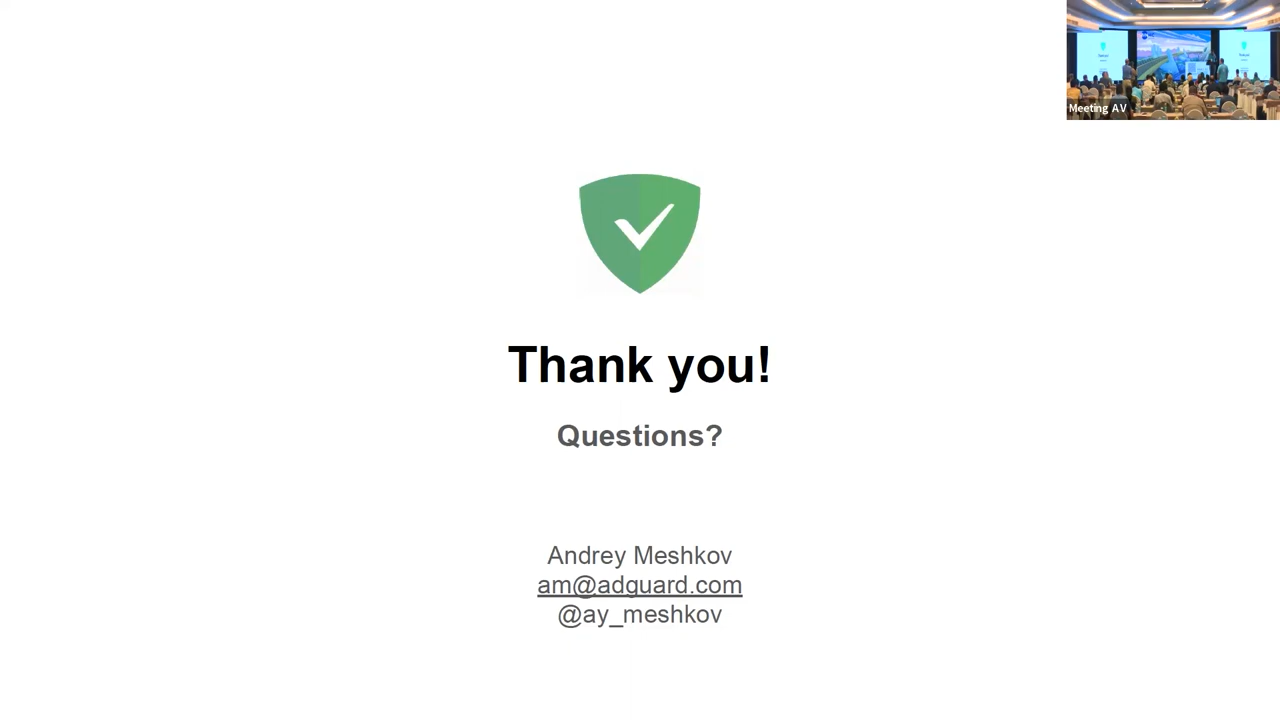 Meeting AV
Thank you!
Questions?
Andrey Meshkov
am@adguard.com
@ay_meshkov